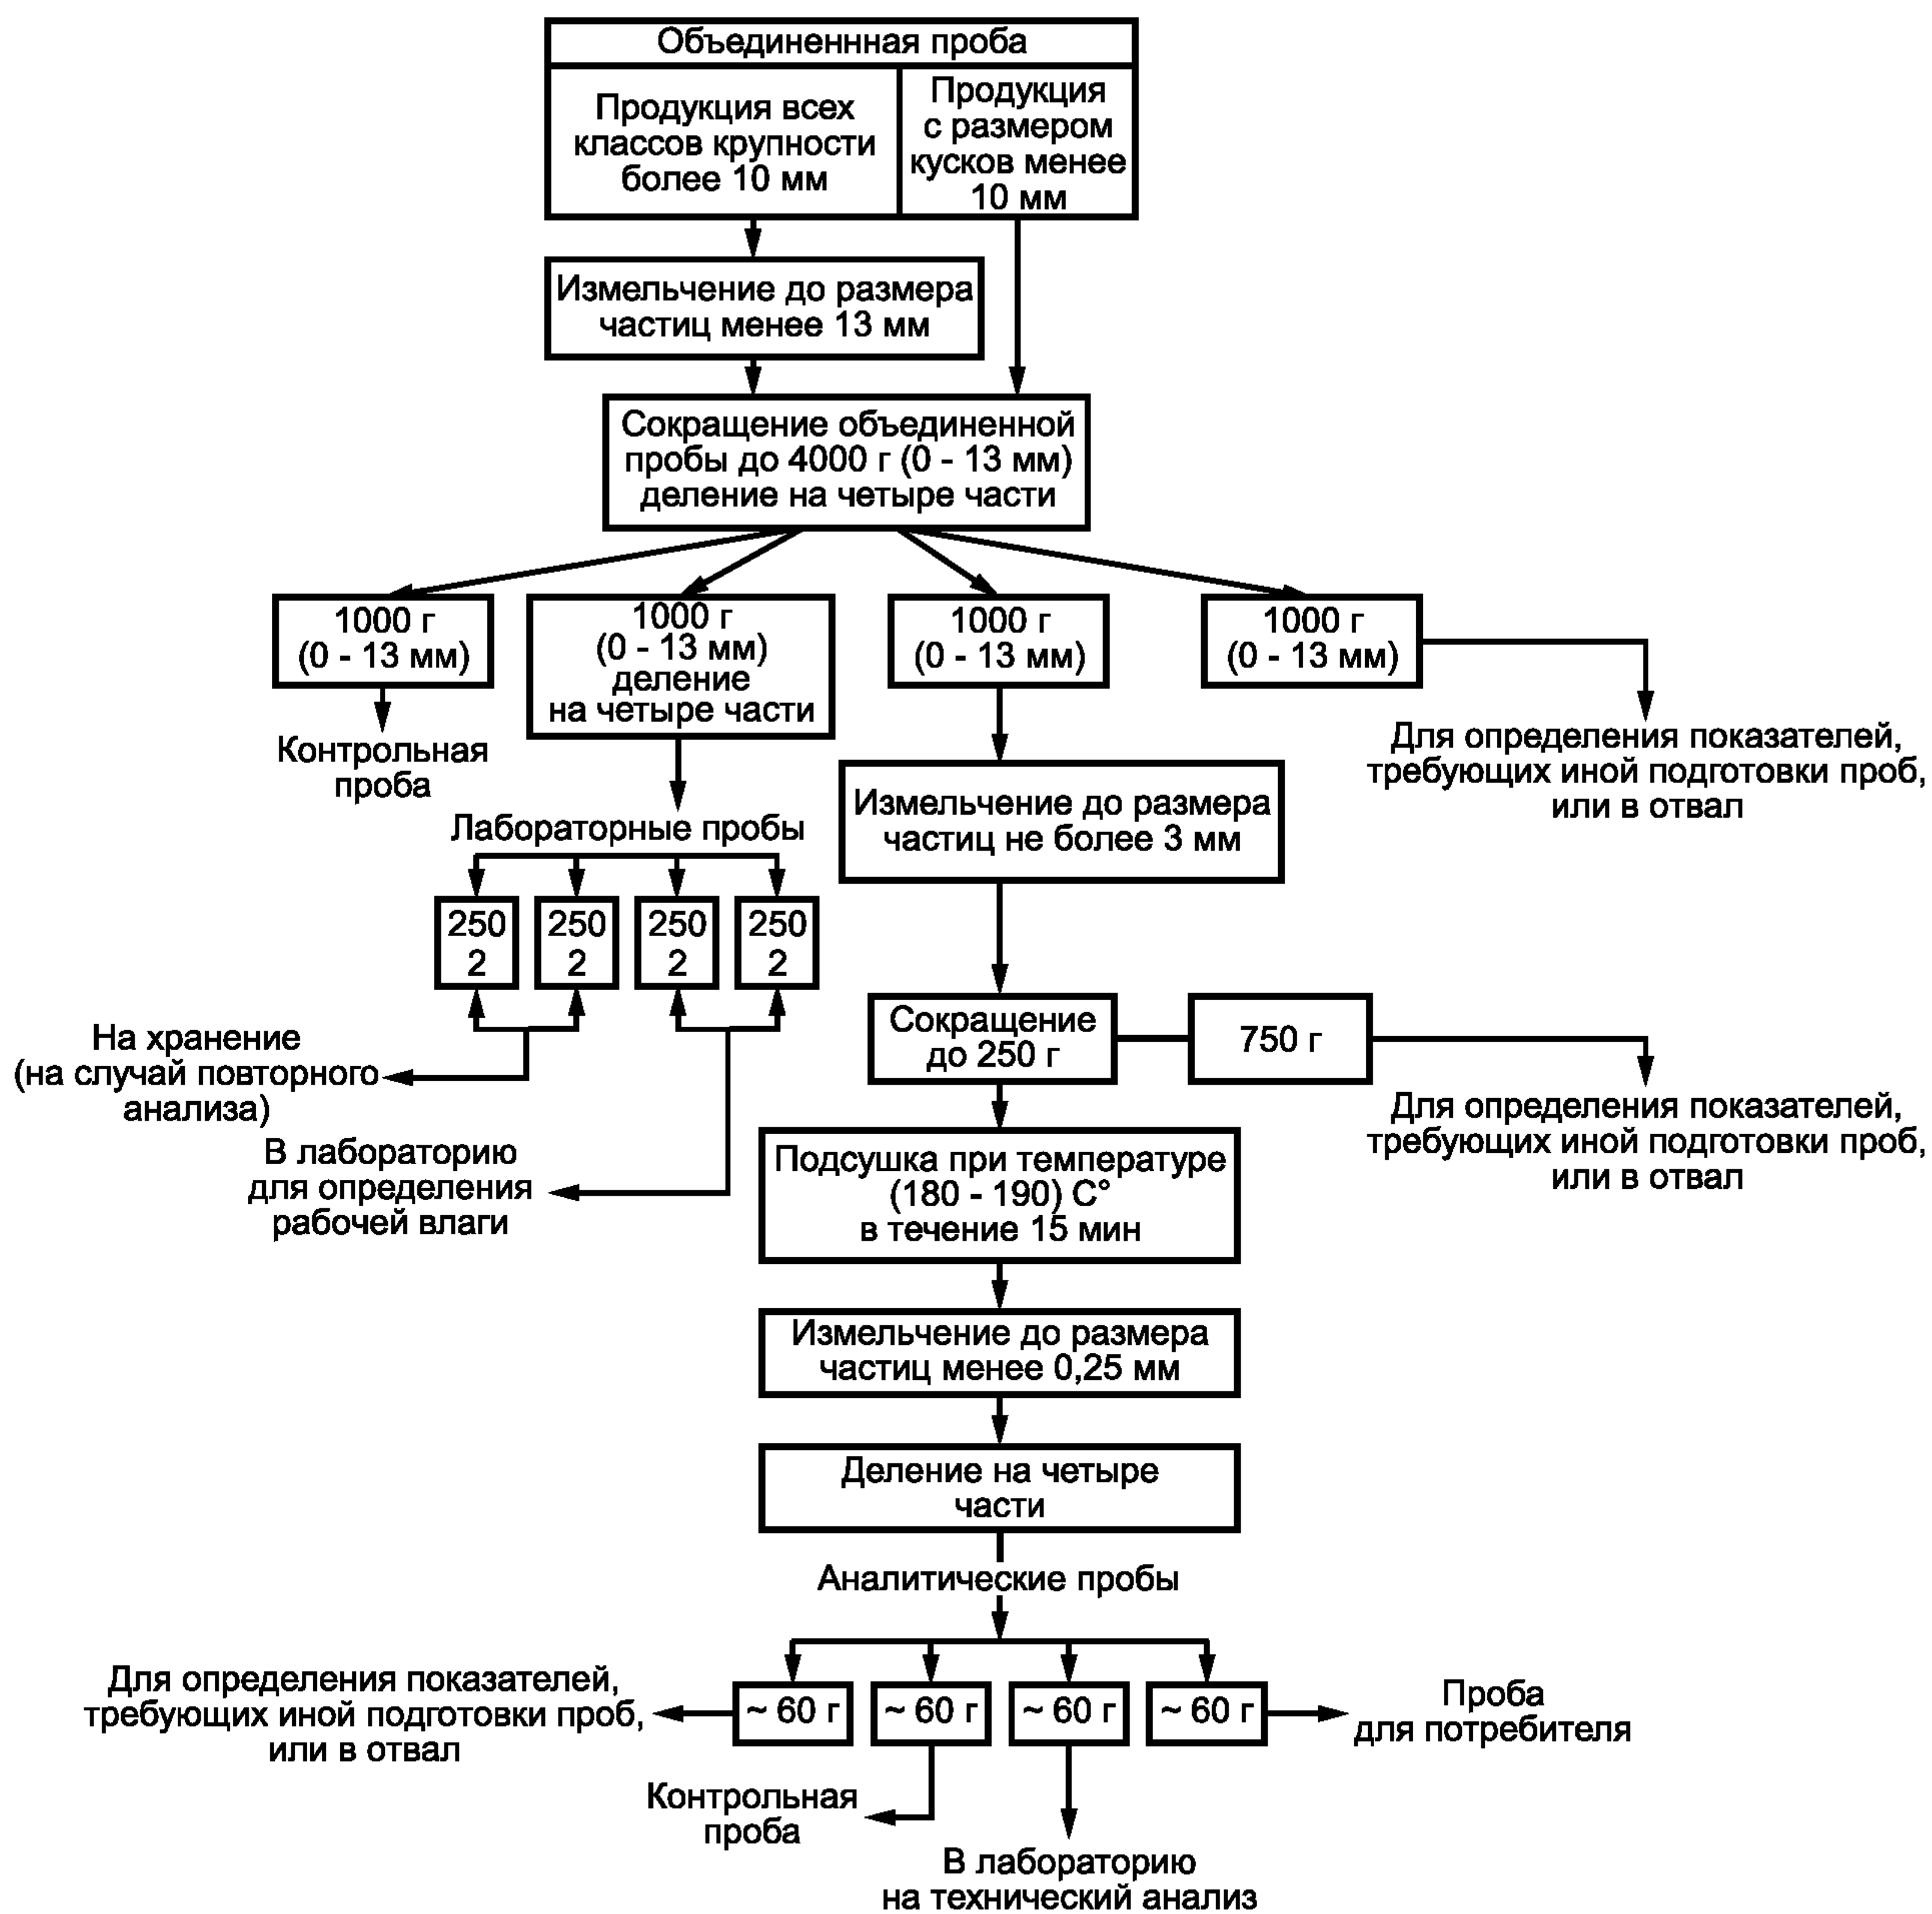 Объединеннная проба
Продукция всех
классов крупности
более 10 мм
Продукция
с размером
кусков менее
10 мм
Измельчение до размера
частиц менее 13 мм
Сокращение объединенной
пробы до 4000 г (0 - 13 мм)
деление на четыре части
1000 г
(0 - 13 мм)
1000 г
(0 - 13 мм)
деление
на четыре части
1000 г
(0 - 13 мм)
1000 г
(0 - 13 мм)
Контрольная
проба
Для определения показателей,
требующих иной подготовки проб,
или в отвал
Лабораторные пробы
Измельчение до размера
частиц не более 3 мм
250
2
250
2
250
2
250
2
На хранение
(на случай повторного
анализа)
В лабораторию
для определения
рабочей влаги
Сокращение
до 250 г
750 г
Для определения показателей,
требующих иной подготовки проб,
или в отвал
Подсушка при температуре
(180 - 190) С°
в течение 15 мин
Измельчение до размера
частиц менее 0,25 мм
Деление на четыре
части
Аналитические пробы
~ 60 г
~ 60 г
~ 60 г
~ 60 г
Для определения показателей,
требующих иной подготовки проб,
или в отвал
Проба
для потребителя
Контрольная
проба
В лабораторию
на технический анализ